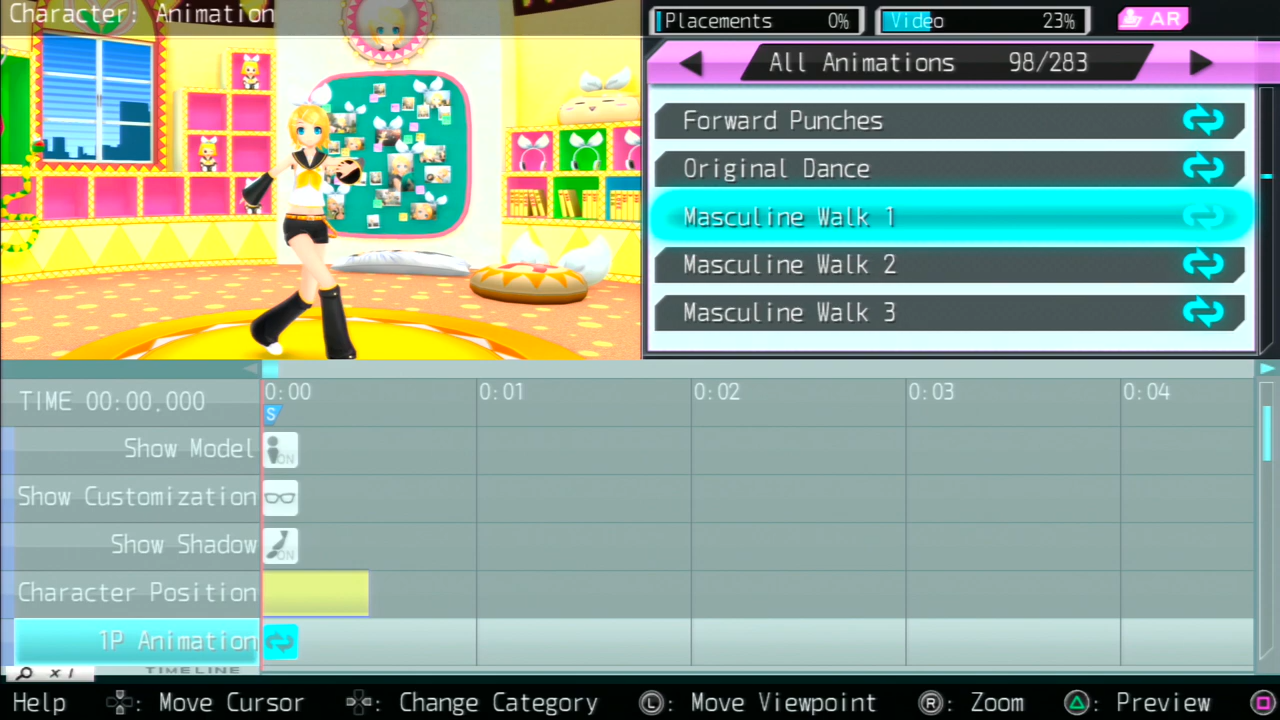 Character: Animation
Placements 0%
Video 23%
AR
All Animations 98/283
Forward Punches
Original Dance
Masculine Walk 1
Masculine Walk 2
Masculine Walk 3
TIME 00:00.000
0:00 0:01 0:02 0:03 0:04
S
Show Model
ON
Show Customization
Show Shadow
ON
Character Position
1P Animation
×1
TIMELINE
Help : Move Cursor : Change Category L: Move Viewpoint R: Zoom : Preview